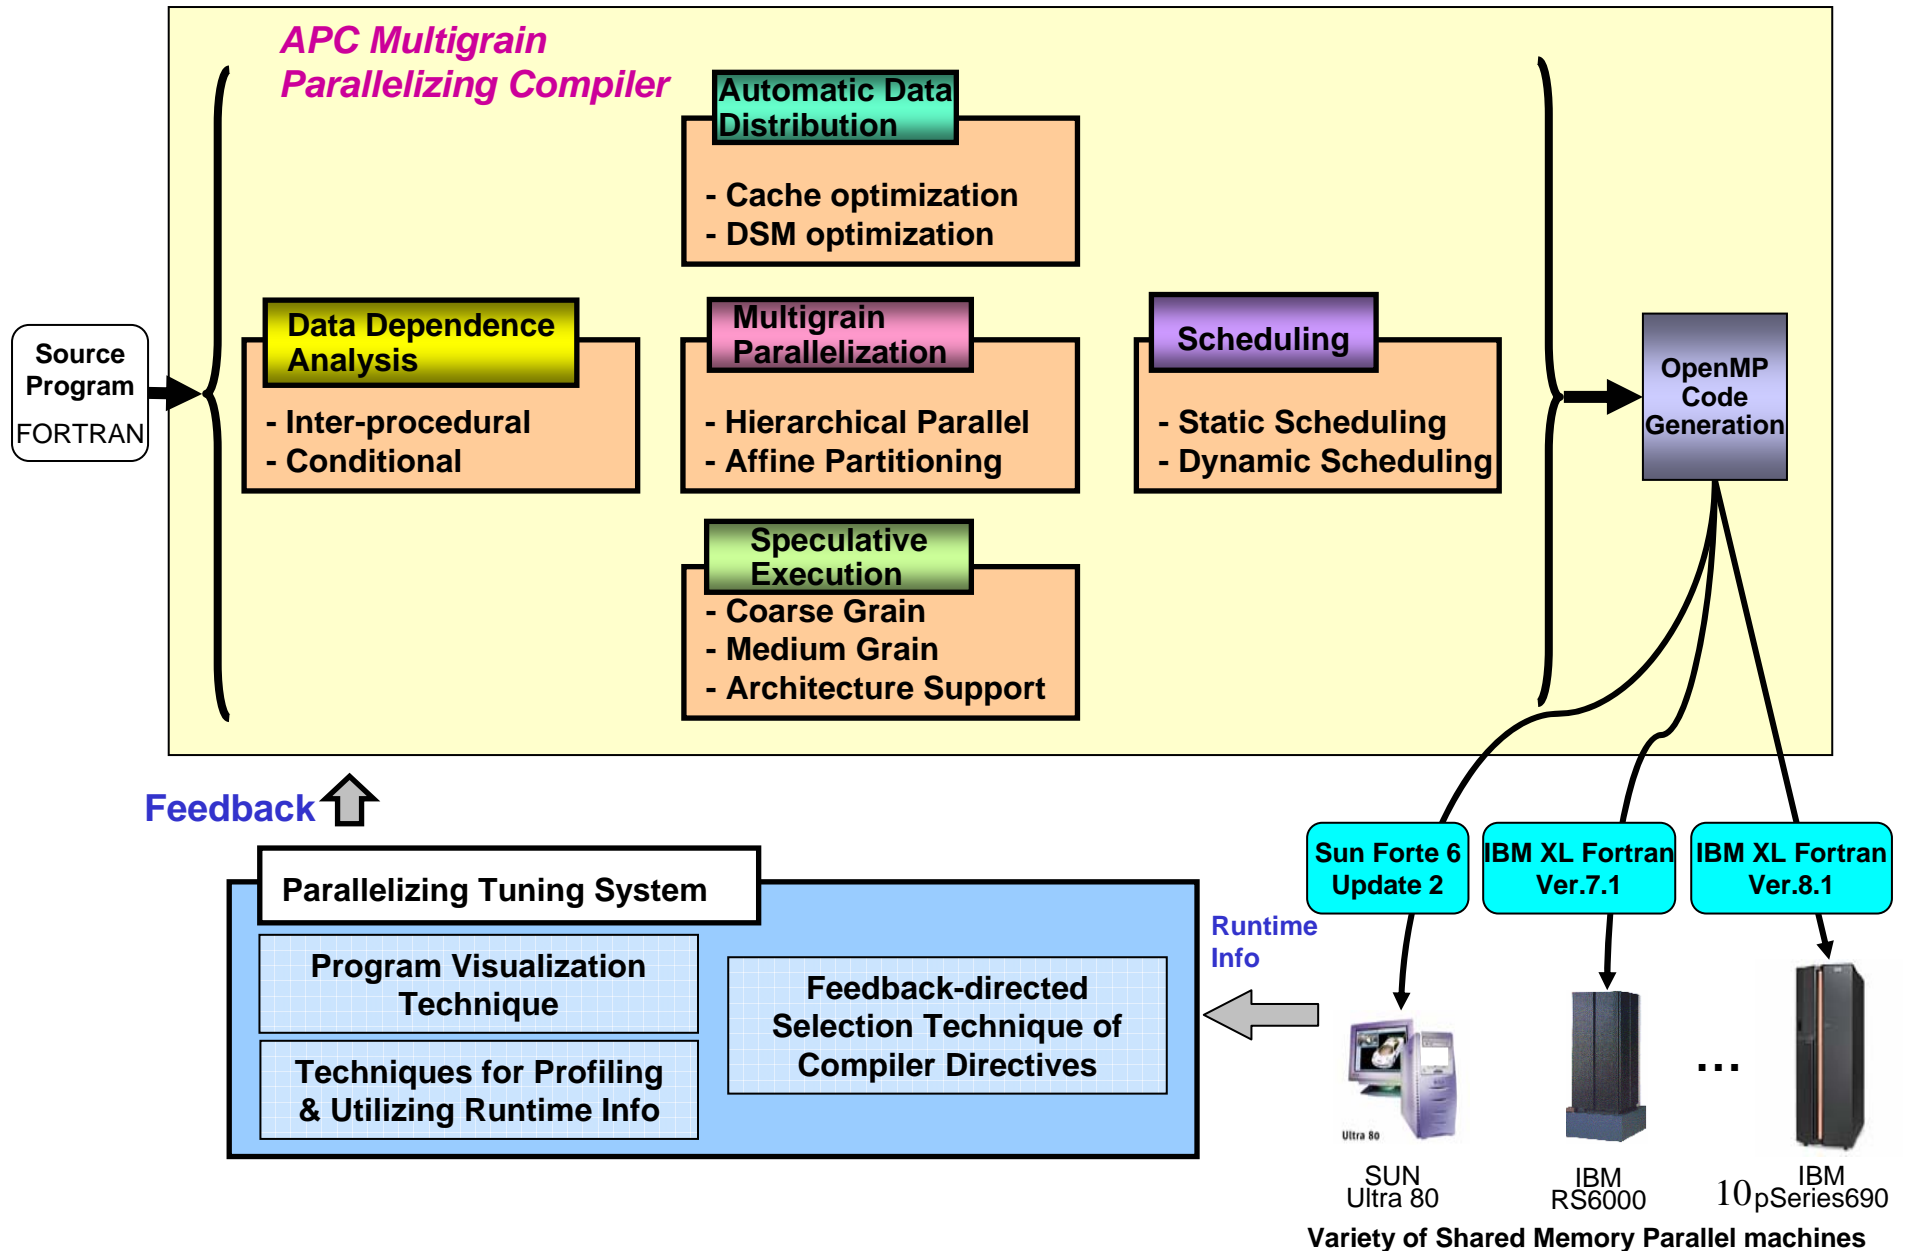 APC Multigrain
Parallelizing Compiler
Automatic Data
Distribution
- Cache optimization
- DSM optimization
Source
Program
FORTRAN
Data Dependence
Analysis
- Inter-procedural
- Conditional
Multigrain
Parallelization
- Hierarchical Parallel
- Affine Partitioning
Scheduling
- Static Scheduling
- Dynamic Scheduling
OpenMP
Code
Generation
Speculative
Execution
- Coarse Grain
- Medium Grain
- Architecture Support
Feedback
Parallelizing Tuning System
Program Visualization
Technique
Techniques for Profiling
& Utilizing Runtime Info
Feedback-directed
Selection Technique of
Compiler Directives
Runtime
Info
Sun Forte 6
Update 2
IBM XL Fortran
Ver.7.1
IBM XL Fortran
Ver.8.1
...
Ultra 80
SUN
Ultra 80
IBM
RS6000
IBM
pSeries690
10
Variety of Shared Memory Parallel machines